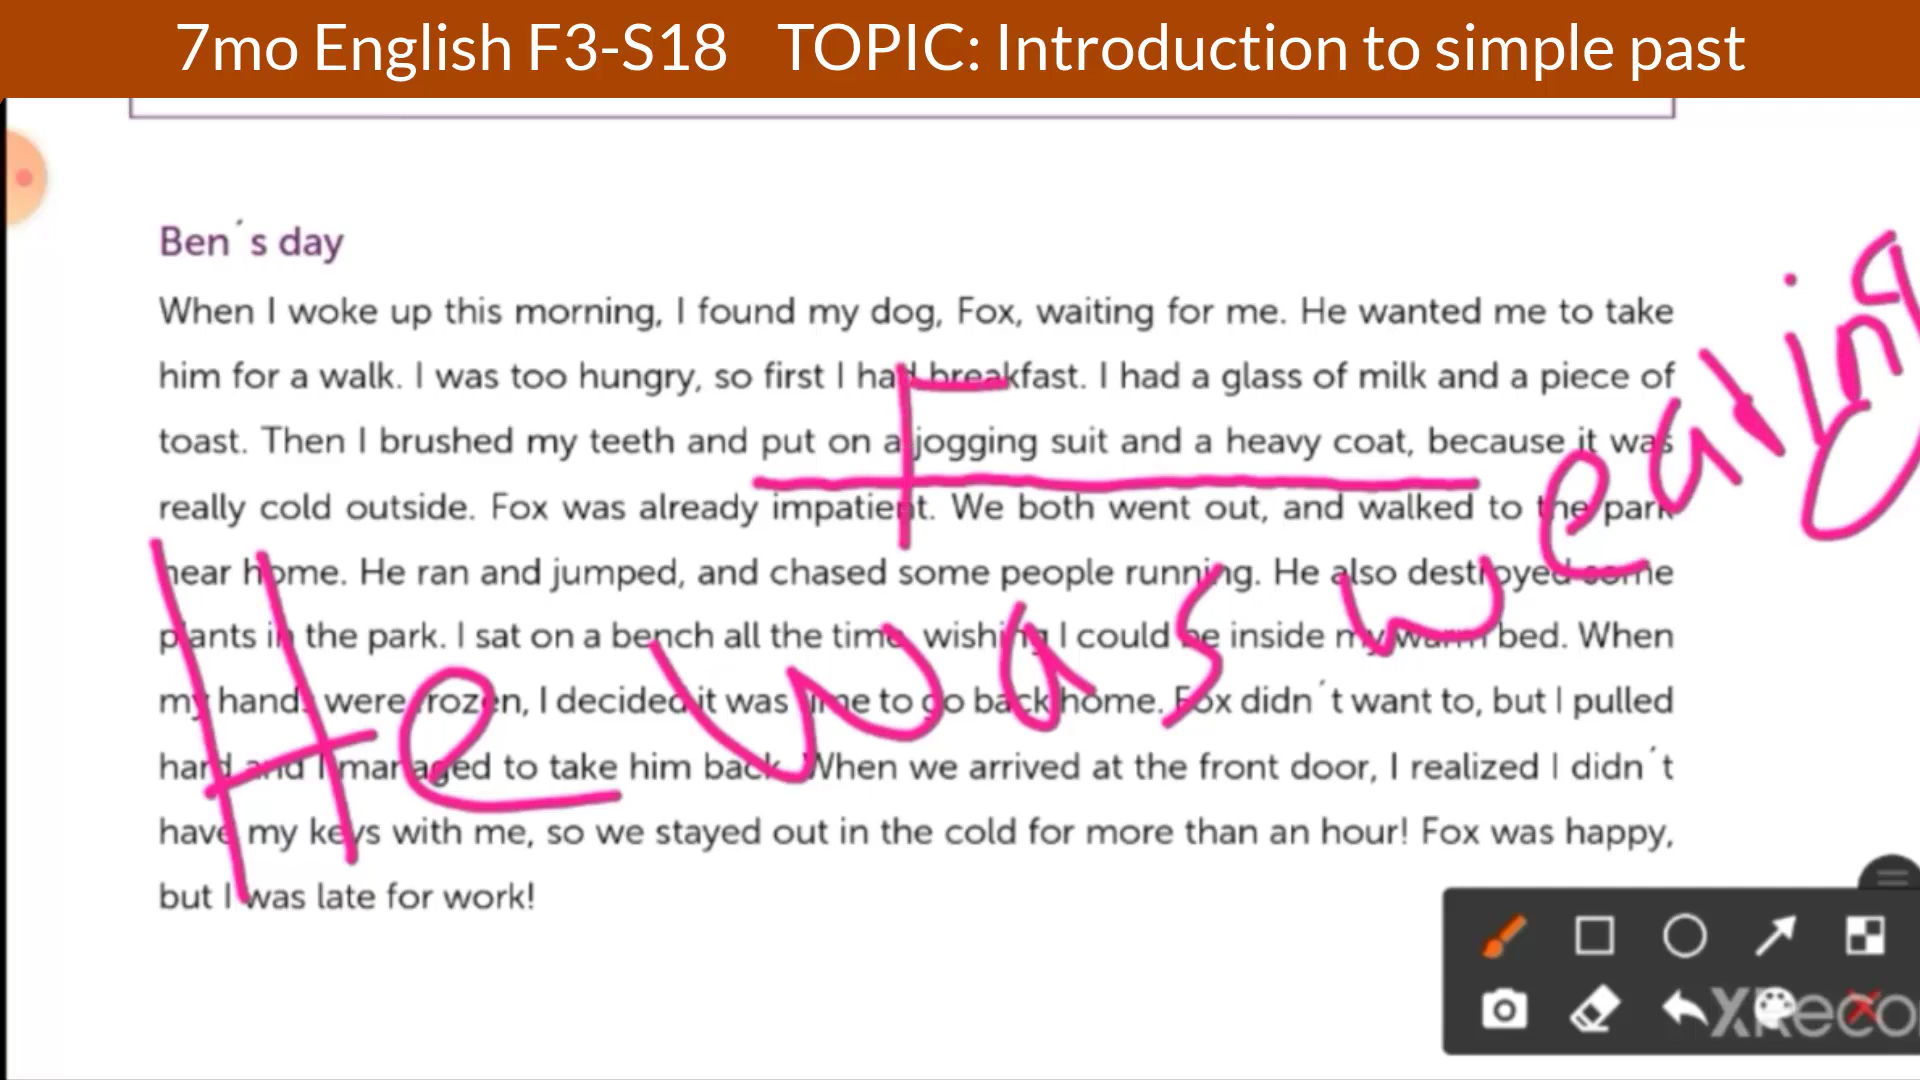 7mo English F3-S18 TOPIC: Introduction to simple past
Ben´s day
When I woke up this morning, I found my dog, Fox, waiting for me. He wanted me to take
him for a walk. I was too hungry, so first I had breakfast. I had a glass of milk and a piece of
toast. Then I brushed my teeth and put on a jogging suit and a heavy coat, because it was
really cold outside. Fox was already impatient. We both went out, and walked to the park
near home. He ran and jumped, and chased some people running. He also destroyed some
plants in the park. I sat on a bench all the time, wishing I could be inside my warm bed. When
my hands were frozen, I decided it was time to go back home. Fox didn´t want to, but I pulled
hard and I managed to take him back. When we arrived at the front door, I realized I didn´t
have my keys with me, so we stayed out in the cold for more than an hour! Fox was happy,
but I was late for work!
F
He was wearing
XRecor